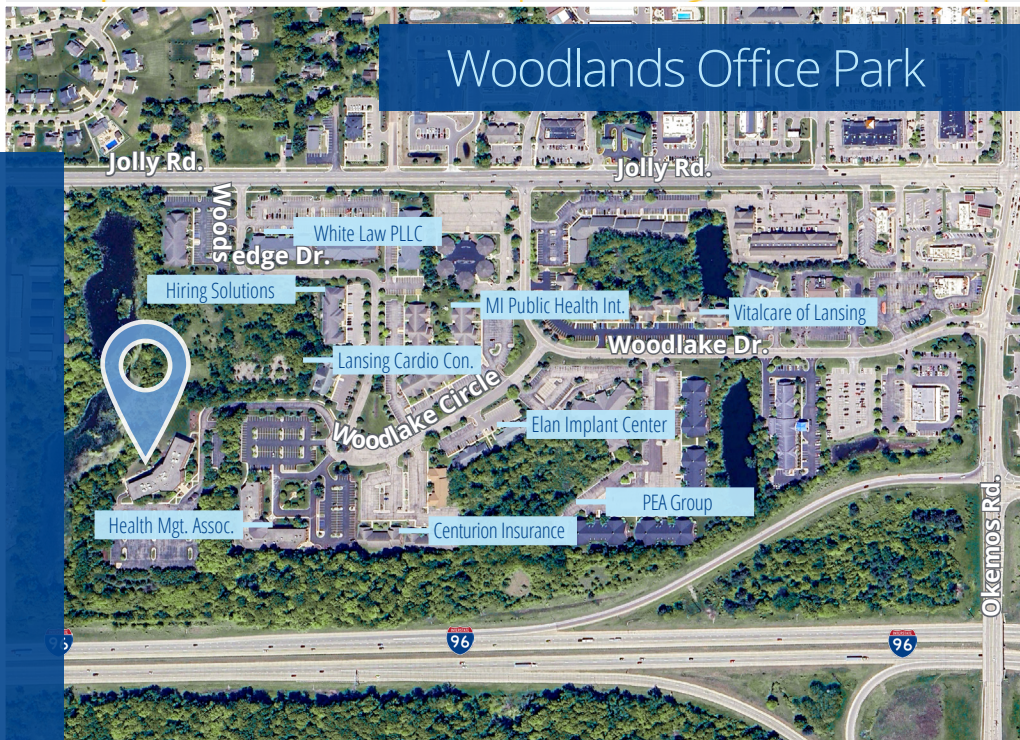 Woodlands Office Park
Jolly Rd.
Jolly Rd.
Woodsedge Dr.
White Law PLLC
Hiring Solutions
MI Public Health Int.
Vitalcare of Lansing
Woodlake Dr.
Lansing Cardio Con.
Woodlake Circle
Elan Implant Center
PEA Group
Health Mgt. Assoc.
Centurion Insurance
Okemos Rd.
96
96
96